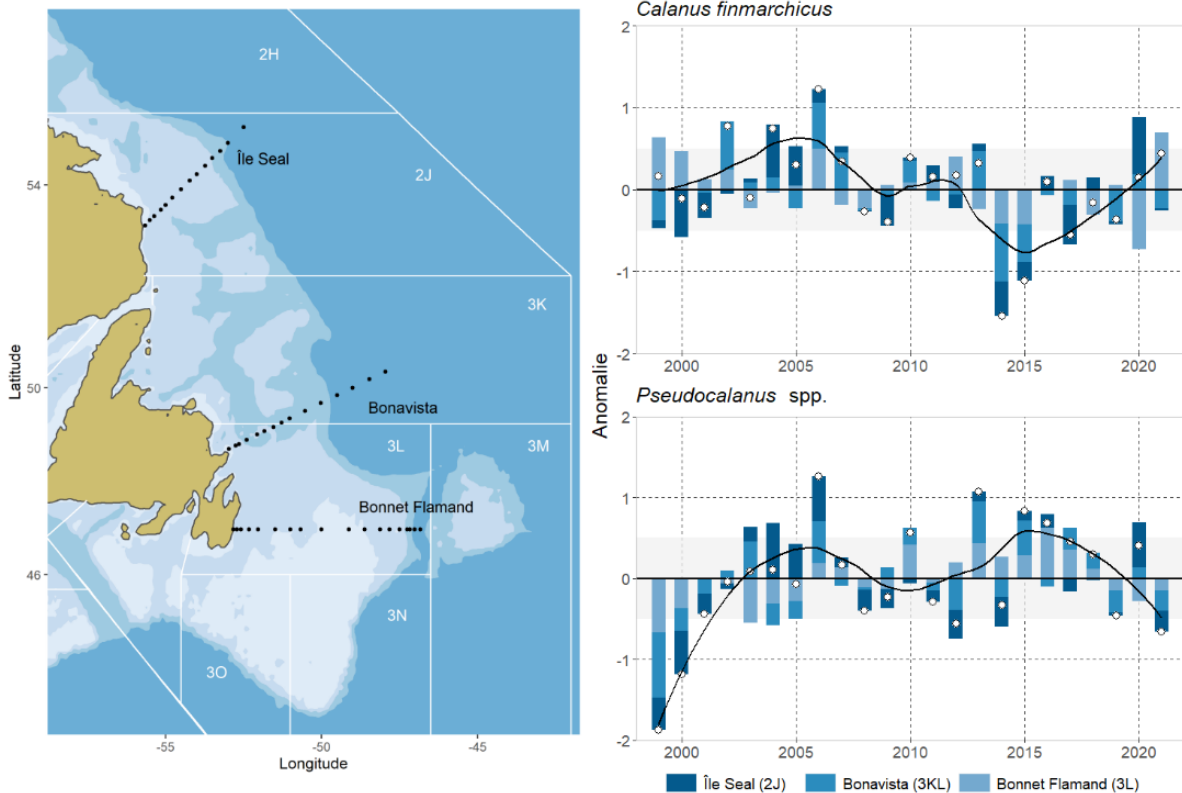 2H
54
Île Seal
2J
3K
Latitude
50
Bonavista
3L
3M
Bonnet Flamand
46
3N
3O
-55
-50
-45
Longitude
Calanus finmarchicus
2
1
0
-1
-2
2000
2005
2010
2015
2020
Anomalie
Pseudocalanus spp.
2
1
0
-1
-2
2000
2005
2010
2015
2020
Île Seal (2J)
Bonavista (3KL)
Bonnet Flamand (3L)